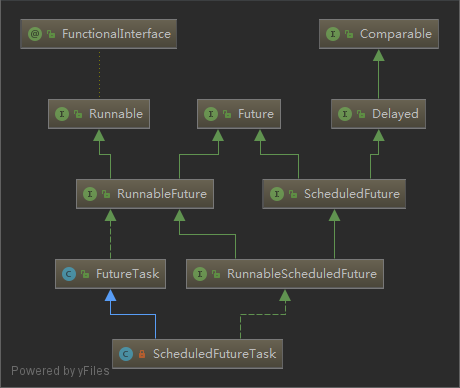 FunctionalInterface
Comparable
Runnable
Future
Delayed
RunnableFuture
ScheduledFuture
FutureTask
RunnableScheduledFuture
ScheduledFutureTask
Powered by yFiles